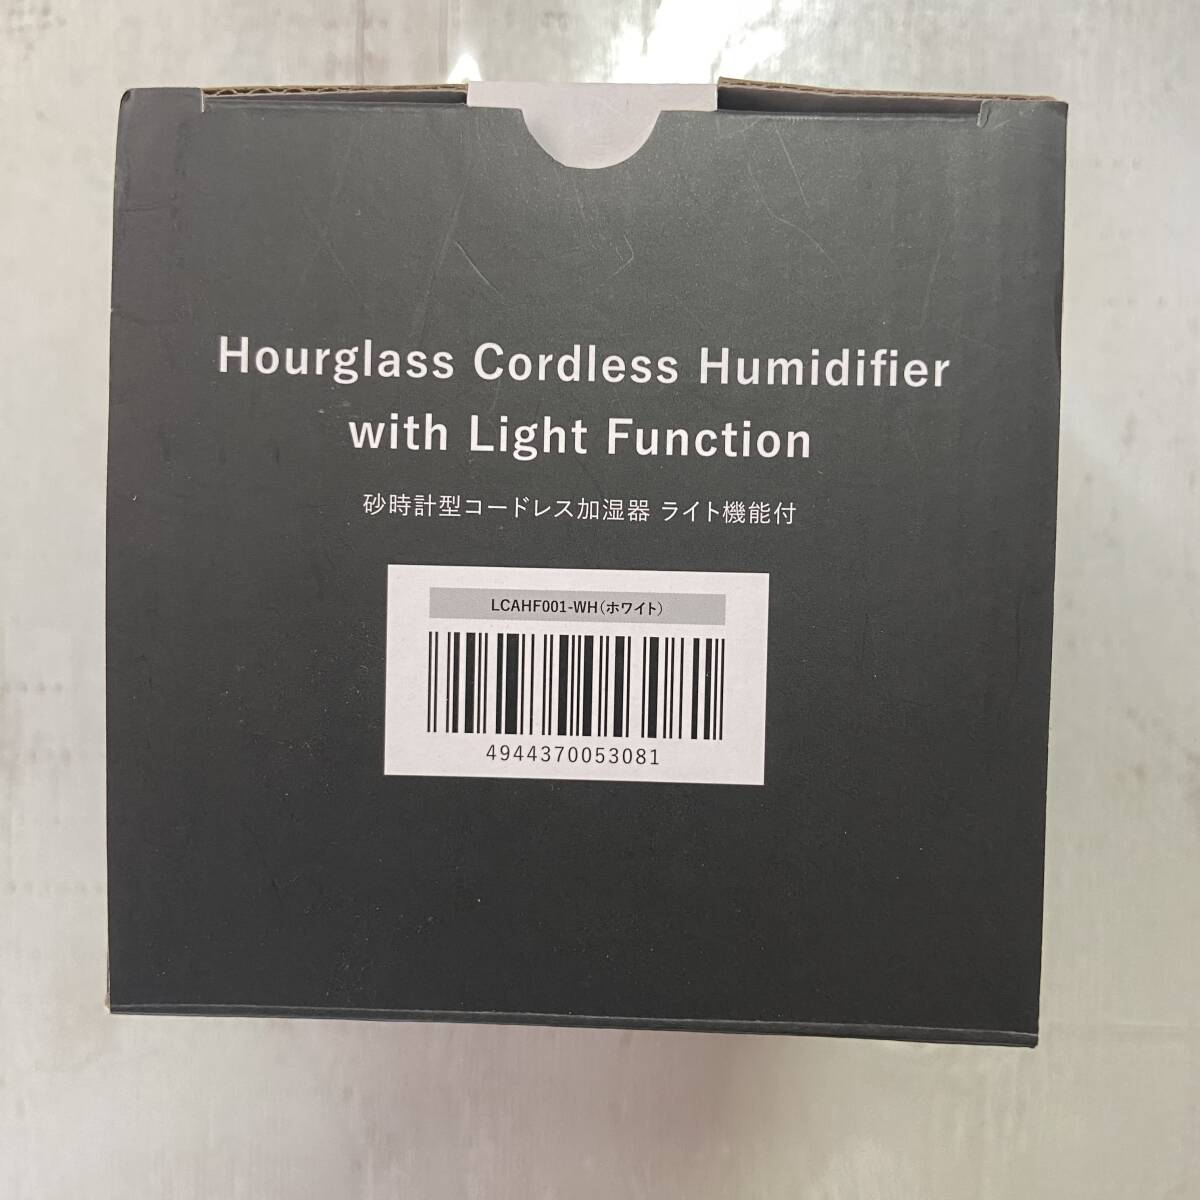 Hourglass Cordless Humidifier
with Light Function
砂時計型コードレス加湿器 ライト機能付
LCAHF001-WH(ホワイト)
4944370053081